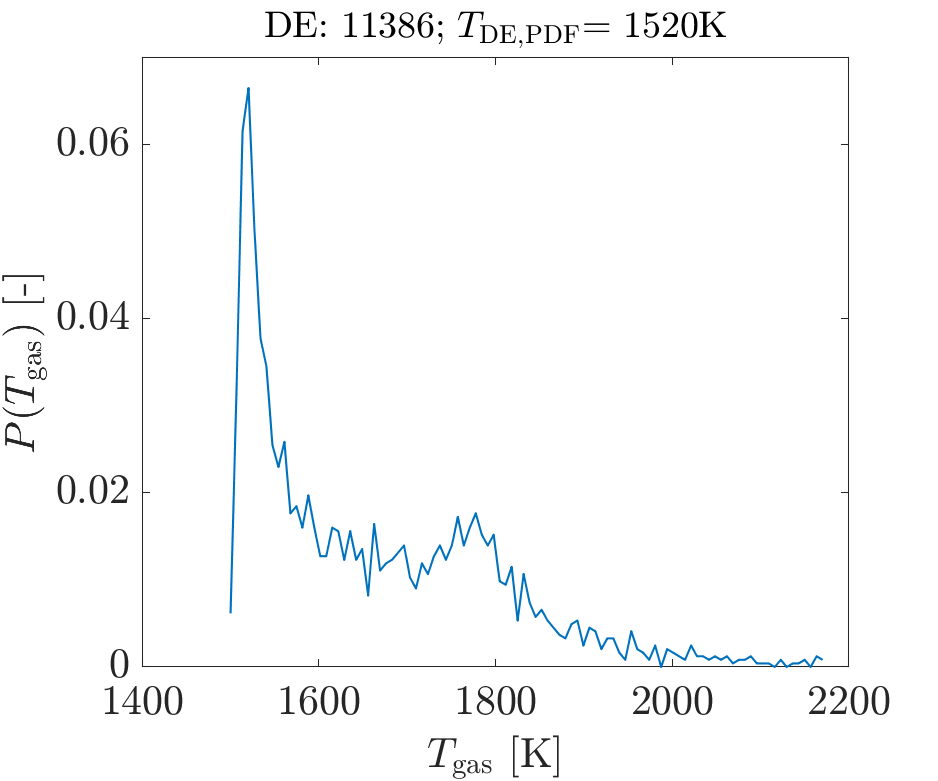 DE: 11386; T_DE,PDF= 1520K
P(T_gas) [-]
0.06
0.04
0.02
0
1400 1600 1800 2000 2200
T_gas [K]